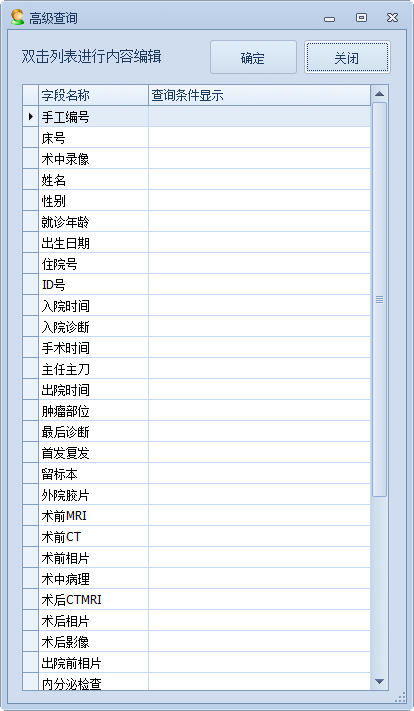 高级查询
双击列表进行内容编辑
确定
关闭
字段名称 查询条件显示
手工编号
床号
术中录像
姓名
性别
就诊年龄
出生日期
住院号
ID号
入院时间
入院诊断
手术时间
主任主刀
出院时间
肿瘤部位
最后诊断
首发复发
留标本
外院胶片
术前MRI
术前CT
术前相片
术中病理
术后CTMRI
术后相片
术后影像
出院前相片
内分泌检查